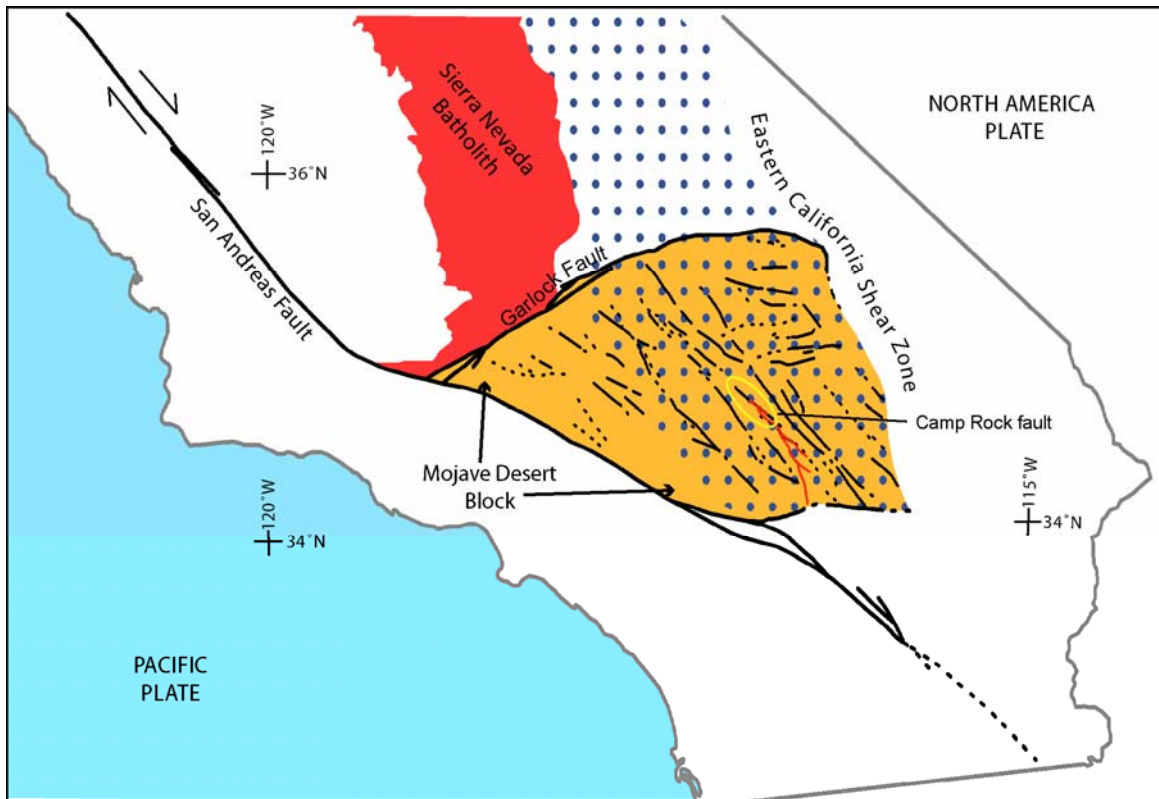 Sierra Nevada
Batholith
NORTH AMERICA
PLATE
120°W
36°N
Eastern California Shear Zone
San Andreas Fault
Garlock Fault
Camp Rock fault
Mojave Desert
Block
115°W
34°N
120°W
34°N
PACIFIC
PLATE